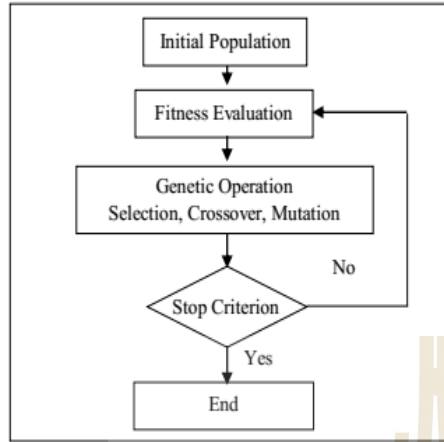 Initial Population
Fitness Evaluation
Genetic Operation
Selection, Crossover, Mutation
No
Stop Criterion
Yes
End